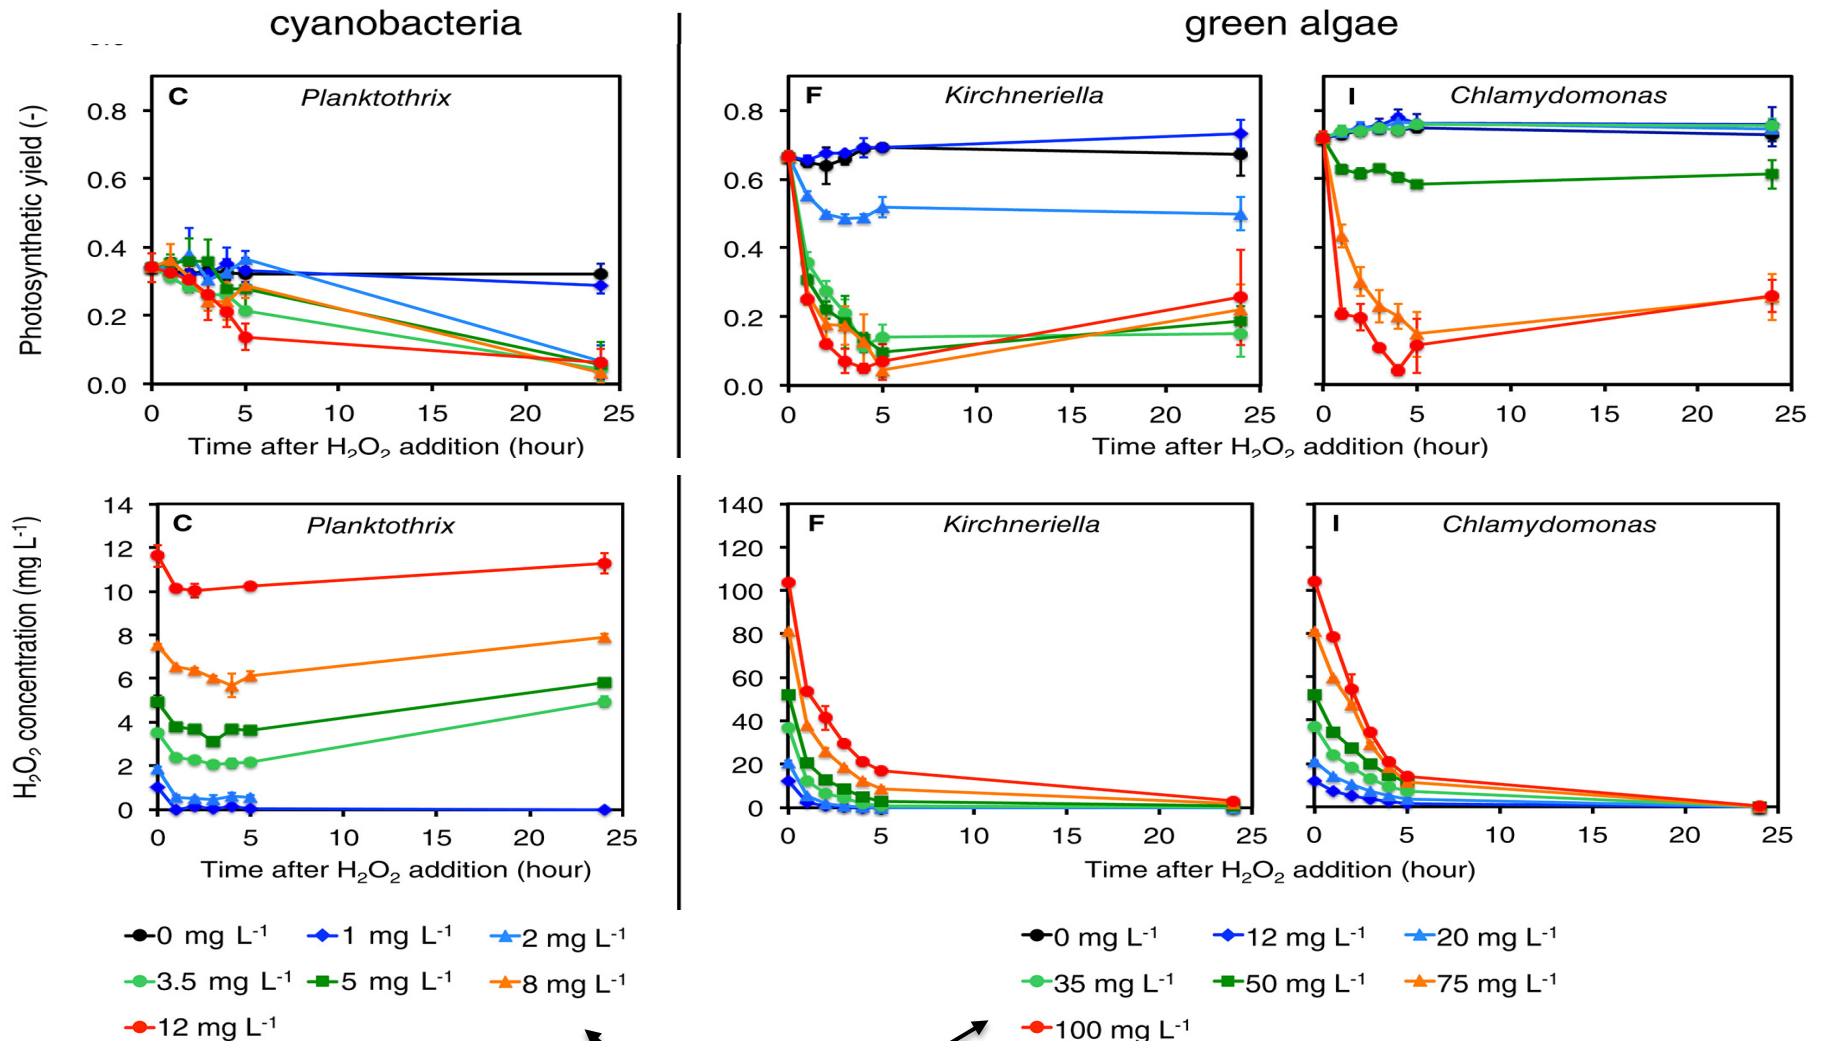 cyanobacteria
green algae
Photosynthetic yield (-)
C Planktothrix
0.8
0.6
0.4
0.2
0.0
0 5 10 15 20 25
Time after H₂O₂ addition (hour)
F Kirchneriella
0.8
0.6
0.4
0.2
0.0
0 5 10 15 20 25
I Chlamydomonas
0 5 10 15 20 25
Time after H₂O₂ addition (hour)
H₂O₂ concentration (mg L⁻¹)
C Planktothrix
14
12
10
8
6
4
2
0
0 5 10 15 20 25
Time after H₂O₂ addition (hour)
F Kirchneriella
140
120
100
80
60
40
20
0
0 5 10 15 20 25
I Chlamydomonas
0 5 10 15 20 25
Time after H₂O₂ addition (hour)
0 mg L⁻¹ 1 mg L⁻¹ 2 mg L⁻¹
3.5 mg L⁻¹ 5 mg L⁻¹ 8 mg L⁻¹
12 mg L⁻¹
0 mg L⁻¹ 12 mg L⁻¹ 20 mg L⁻¹
35 mg L⁻¹ 50 mg L⁻¹ 75 mg L⁻¹
100 mg L⁻¹